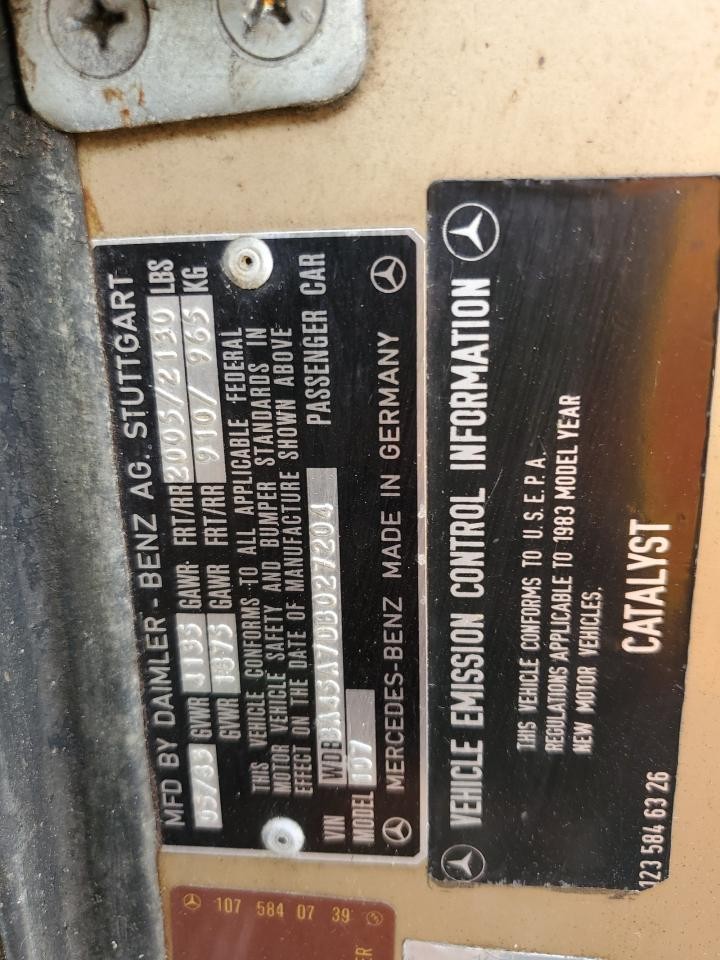 MFD BY DAIMLER - BENZ AG. STUTTGART
05/83 GVWR 4135 GAWR FRT/RR 2005/2130 LBS
GVWR 1875 GAWR FRT/RR 910/ 965 KG
THIS VEHICLE CONFORMS TO ALL APPLICABLE FEDERAL
MOTOR VEHICLE SAFETY AND BUMPER STANDARDS IN
EFFECT ON THE DATE OF MANUFACTURE SHOWN ABOVE
VIN WDBBA45A7DB027204 PASSENGER CAR
MODEL 107
MERCEDES-BENZ MADE IN GERMANY
VEHICLE EMISSION CONTROL INFORMATION
THIS VEHICLE CONFORMS TO U.S.E.P.A.
REGULATIONS APPLICABLE TO 1983 MODEL YEAR
NEW MOTOR VEHICLES.
CATALYST
123 584 63 26
107 584 07 39